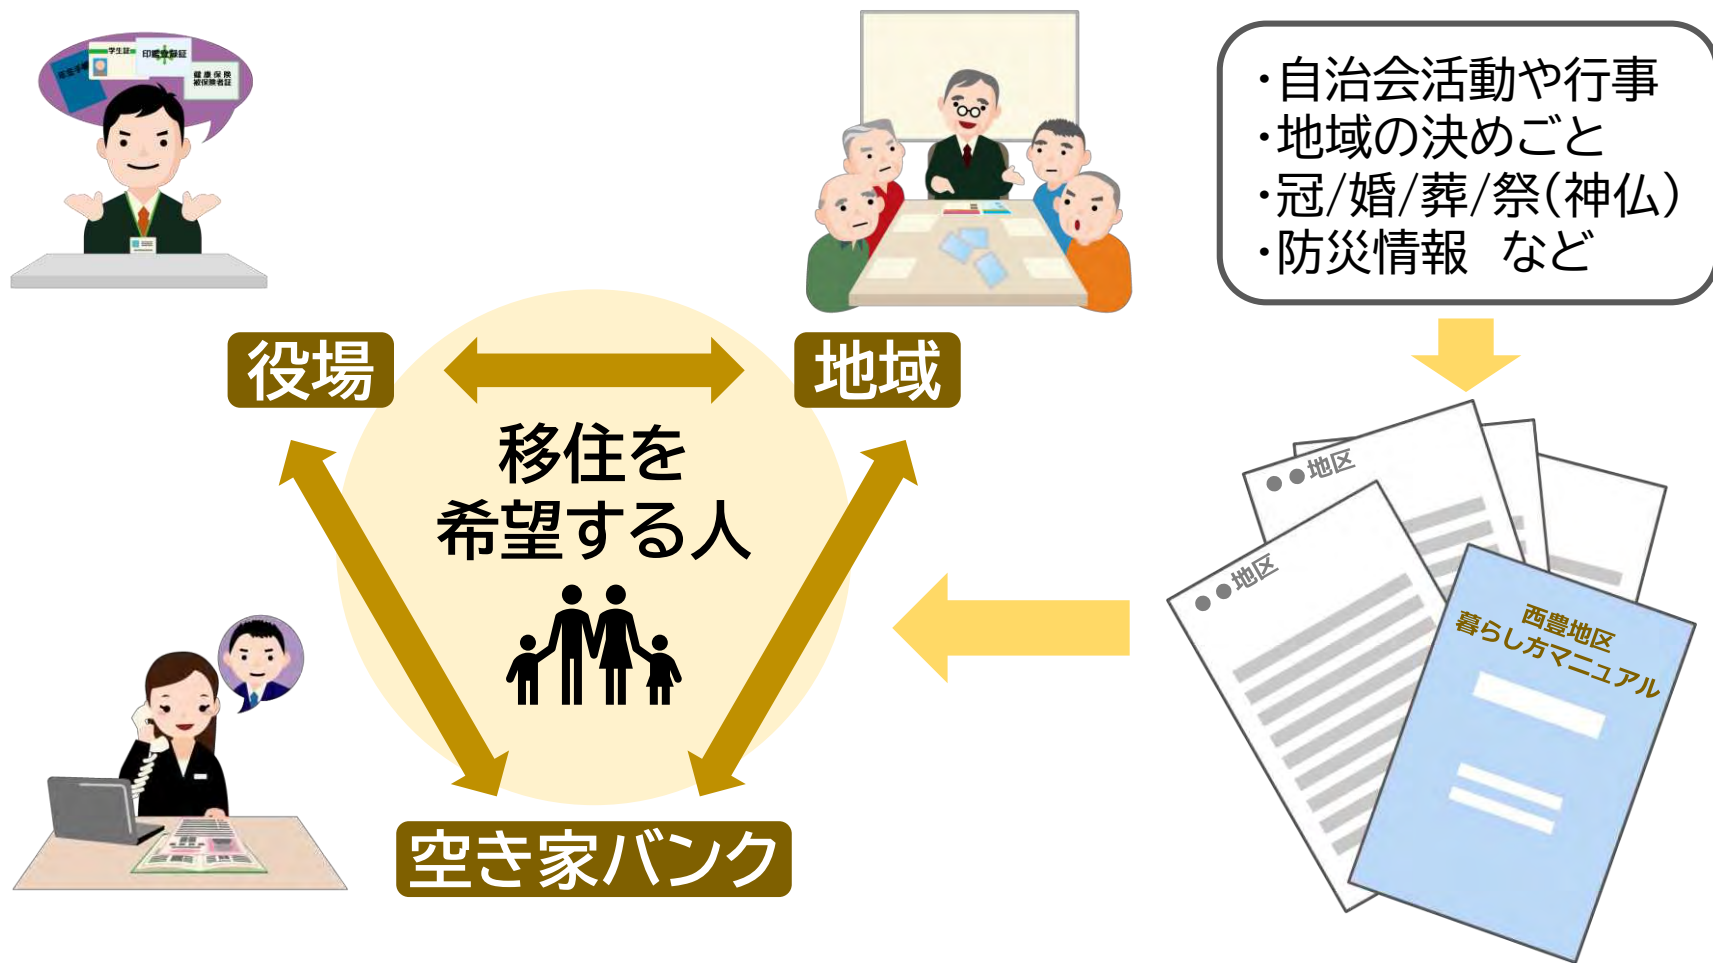 年金手帳
学生証
印鑑登録証
健康保険
被保険者証
・自治会活動や行事
・地域の決めごと
・冠/婚/葬/祭(神仏)
・防災情報　など
役場
地域
移住を
希望する人
空き家バンク
●●地区
●●地区
西豊地区
暮らし方マニュアル